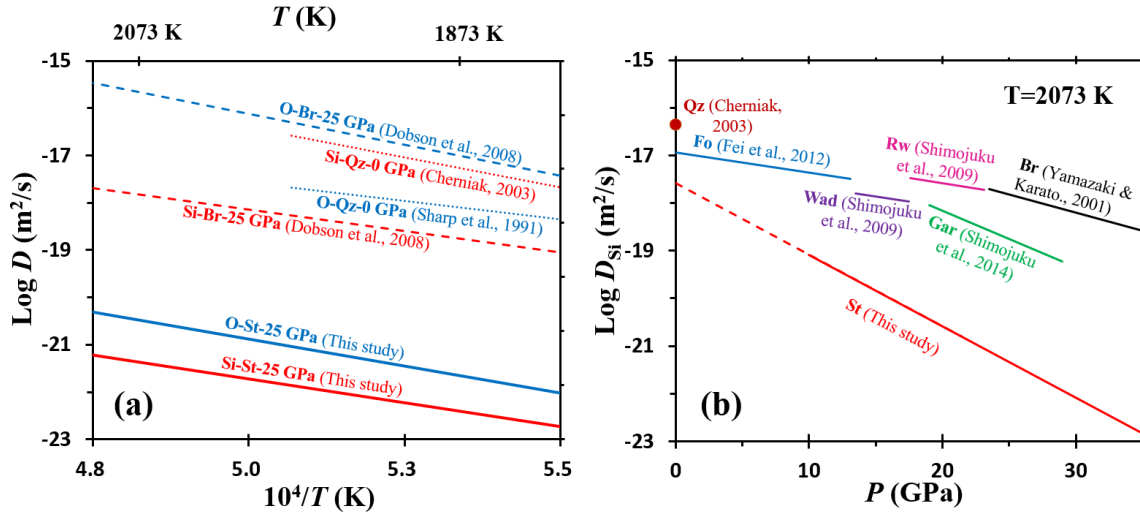 T (K)
2073 K
1873 K
-15
-17
-19
-21
-23
Log D (m²/s)
O-Br-25 GPa (Dobson et al., 2008)
Si-Qz-0 GPa (Cherniak, 2003)
O-Qz-0 GPa (Sharp et al., 1991)
Si-Br-25 GPa (Dobson et al., 2008)
O-St-25 GPa (This study)
Si-St-25 GPa (This study)
(a)
4.8
5.0
5.3
5.5
10⁴/T (K)
-15
-17
-19
-21
-23
Log D_Si (m²/s)
T=2073 K
Qz (Cherniak,
2003)
Fo (Fei et al., 2012)
Rw (Shimojuku
et al., 2009)
Br (Yamazaki &
Karato., 2001)
Wad (Shimojuku
et al., 2009)
Gar (Shimojuku
et al., 2014)
St (This study)
(b)
0
10
20
30
P (GPa)